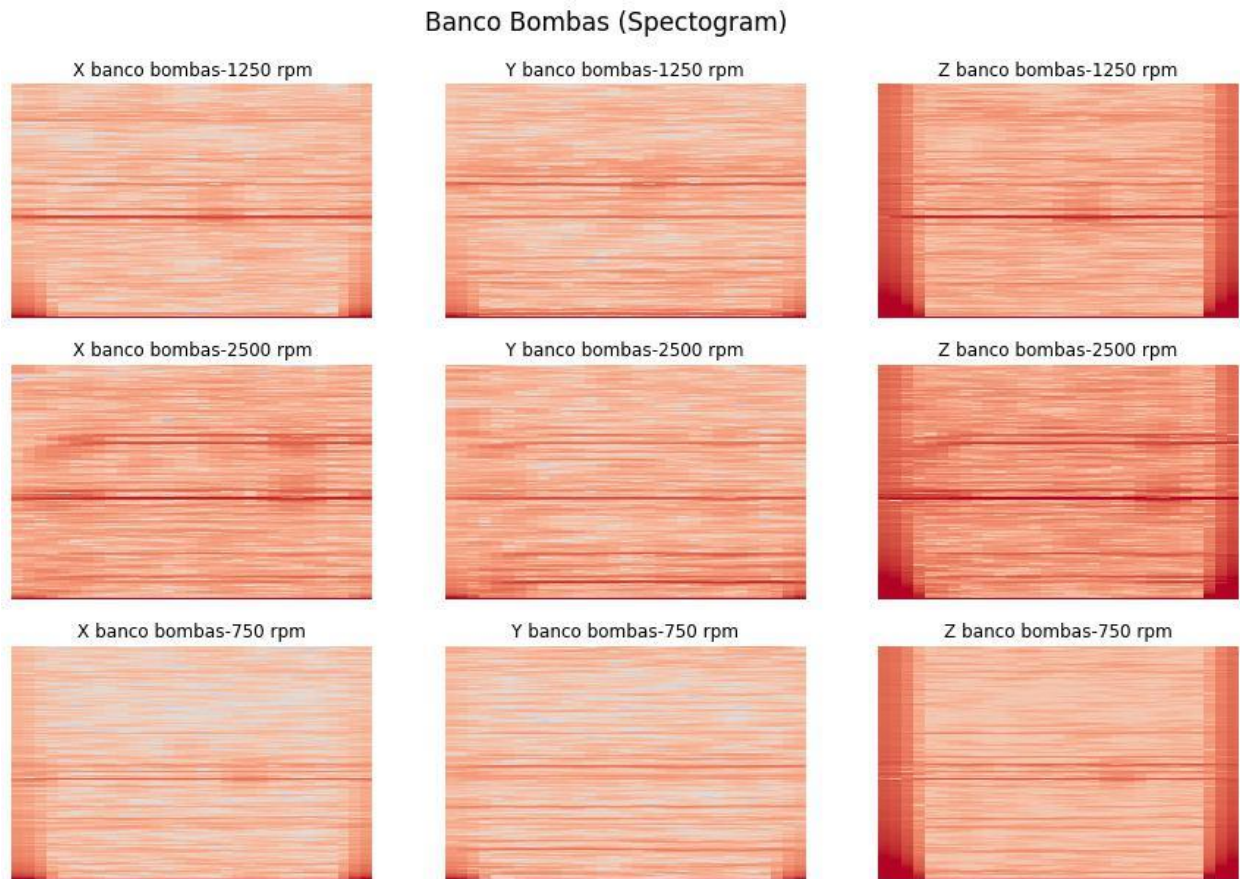 Banco Bombas (Spectogram)
X banco bombas-1250 rpm
Y banco bombas-1250 rpm
Z banco bombas-1250 rpm
X banco bombas-2500 rpm
Y banco bombas-2500 rpm
Z banco bombas-2500 rpm
X banco bombas-750 rpm
Y banco bombas-750 rpm
Z banco bombas-750 rpm